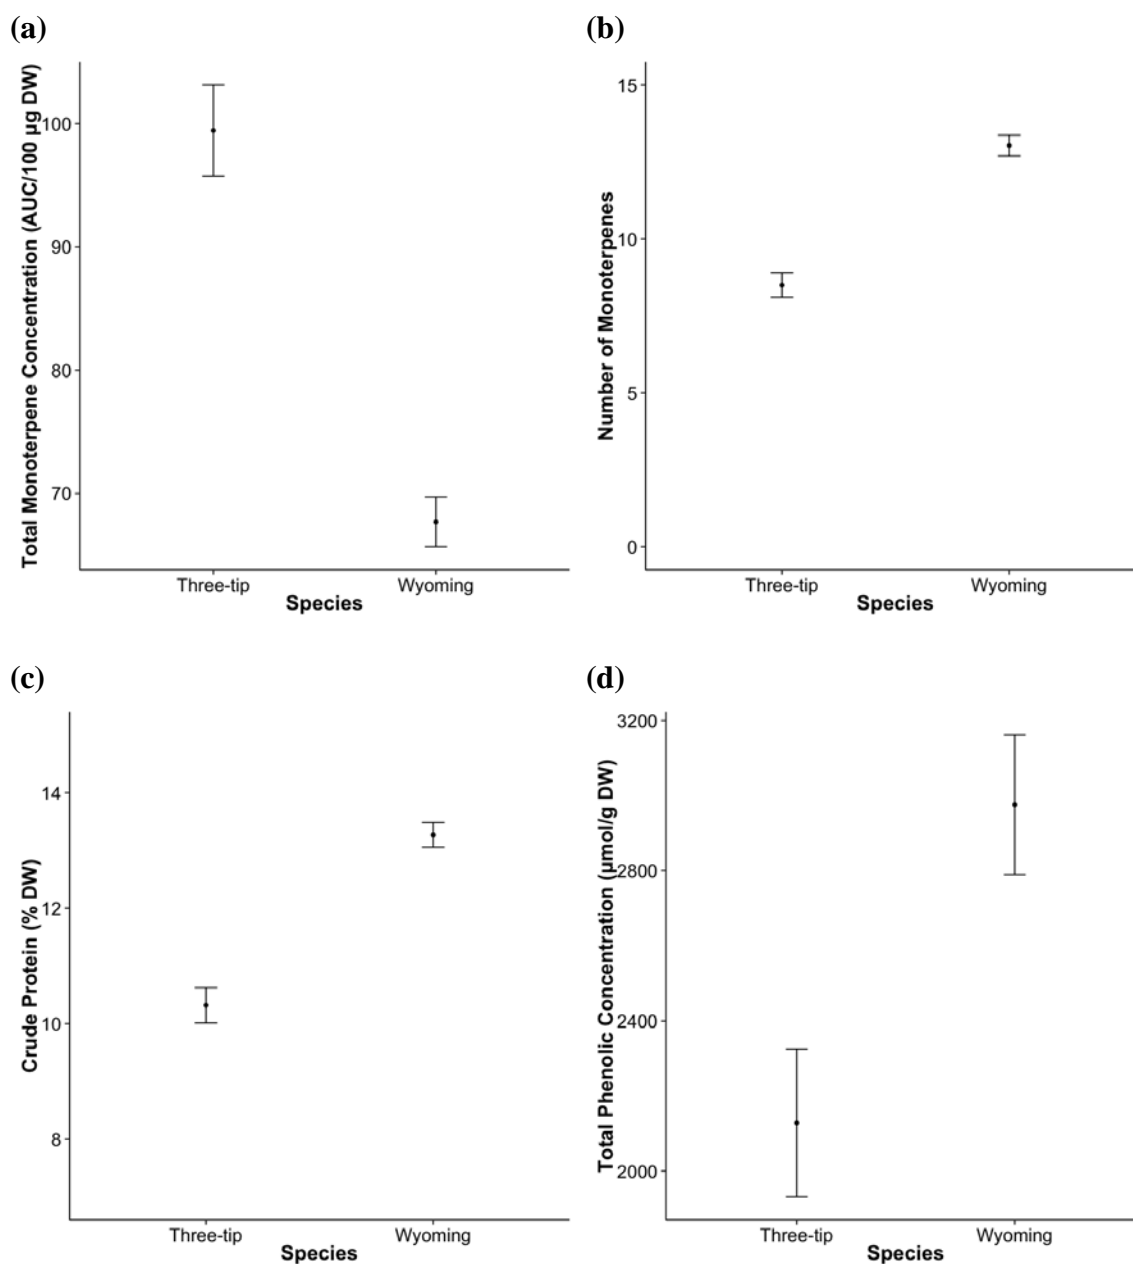 (a)
Total Monoterpene Concentration (AUC/100 µg DW)
100
90
80
70
Three-tip
Wyoming
Species
(b)
Number of Monoterpenes
15
10
5
0
Three-tip
Wyoming
Species
(c)
Crude Protein (% DW)
14
12
10
8
Three-tip
Wyoming
Species
(d)
Total Phenolic Concentration (µmol/g DW)
3200
2800
2400
2000
Three-tip
Wyoming
Species